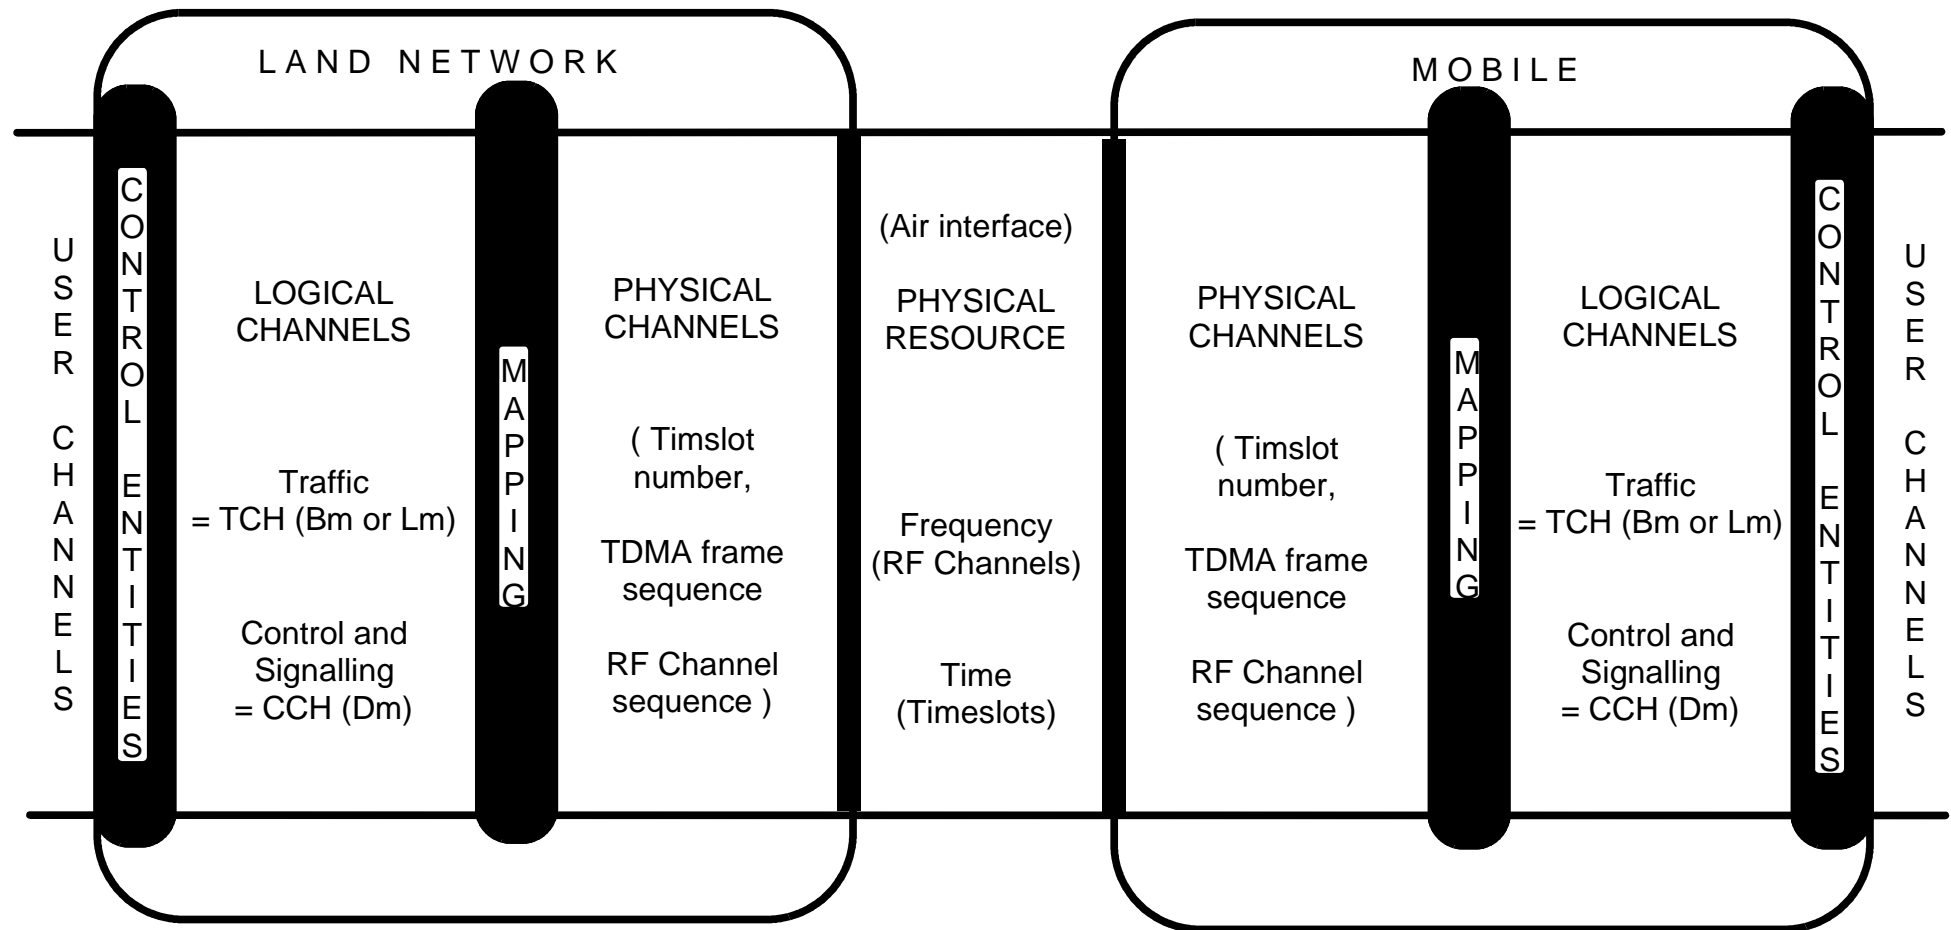 LAND NETWORK
MOBILE
USER CHANNELS
CONTROL ENTITIES
LOGICAL
CHANNELS
Traffic
= TCH (Bm or Lm)
Control and
Signalling
= CCH (Dm)
MAPPING
PHYSICAL
CHANNELS
( Timslot
number,
TDMA frame
sequence
RF Channel
sequence )
(Air interface)
PHYSICAL
RESOURCE
Frequency
(RF Channels)
Time
(Timeslots)
PHYSICAL
CHANNELS
( Timslot
number,
TDMA frame
sequence
RF Channel
sequence )
MAPPING
LOGICAL
CHANNELS
Traffic
= TCH (Bm or Lm)
Control and
Signalling
= CCH (Dm)
CONTROL ENTITIES
USER CHANNELS